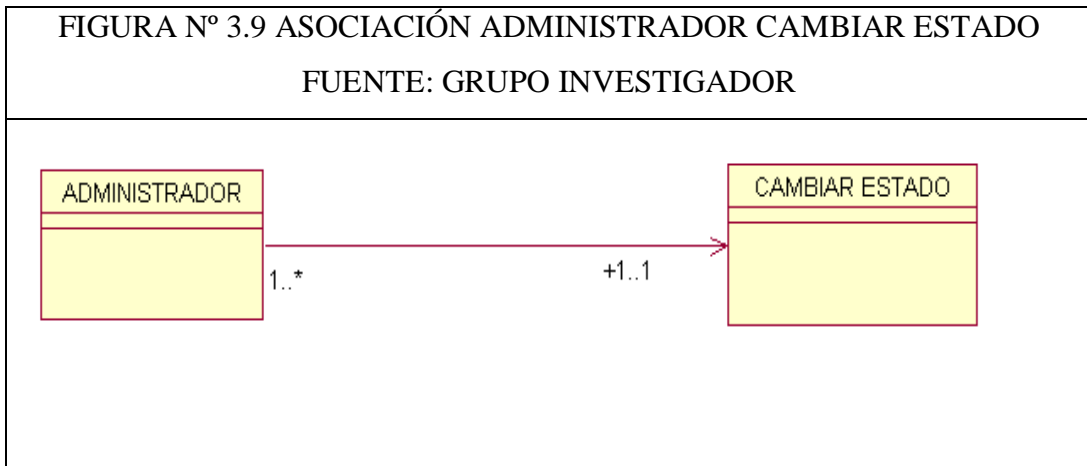 FIGURA Nº 3.9 ASOCIACIÓN ADMINISTRADOR CAMBIAR ESTADO
FUENTE: GRUPO INVESTIGADOR
ADMINISTRADOR
CAMBIAR ESTADO
1..*
+1..1